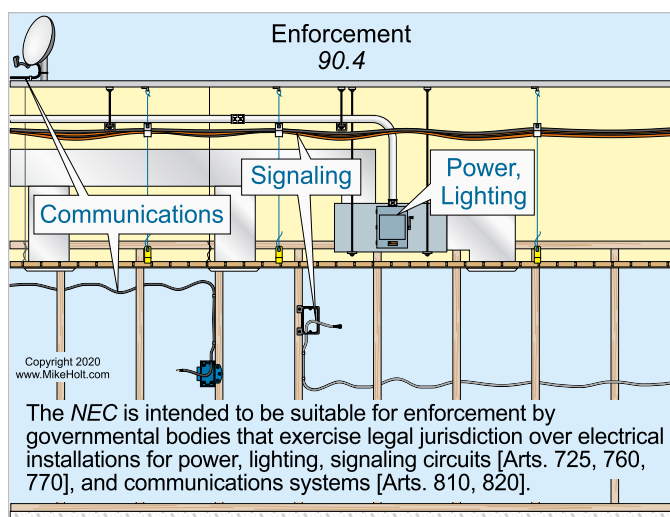 Enforcement
90.4
Signaling
Power,
Lighting
Communications
Copyright 2020
www.MikeHolt.com
The NEC is intended to be suitable for enforcement by
governmental bodies that exercise legal jurisdiction over electrical
installations for power, lighting, signaling circuits [Arts. 725, 760,
770], and communications systems [Arts. 810, 820].